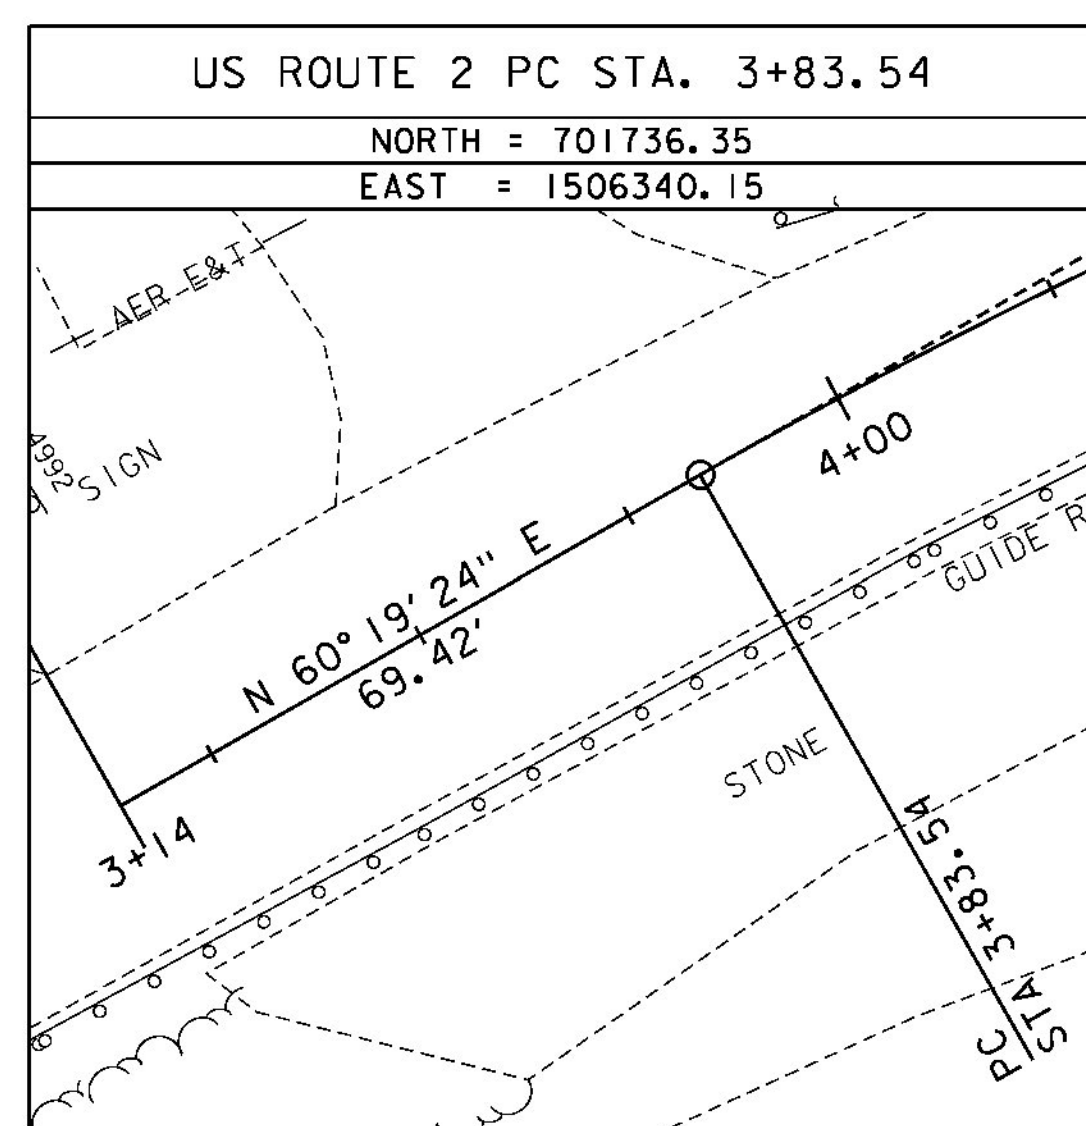 US ROUTE 2 PC STA. 3+83.54
NORTH = 701736.35
EAST = 1506340.15
AER E&T
4992
SIGN
4+00
N 60° 19' 24" E
69.42'
GUIDE R
STONE
3+14
PC
STA 3+83.54